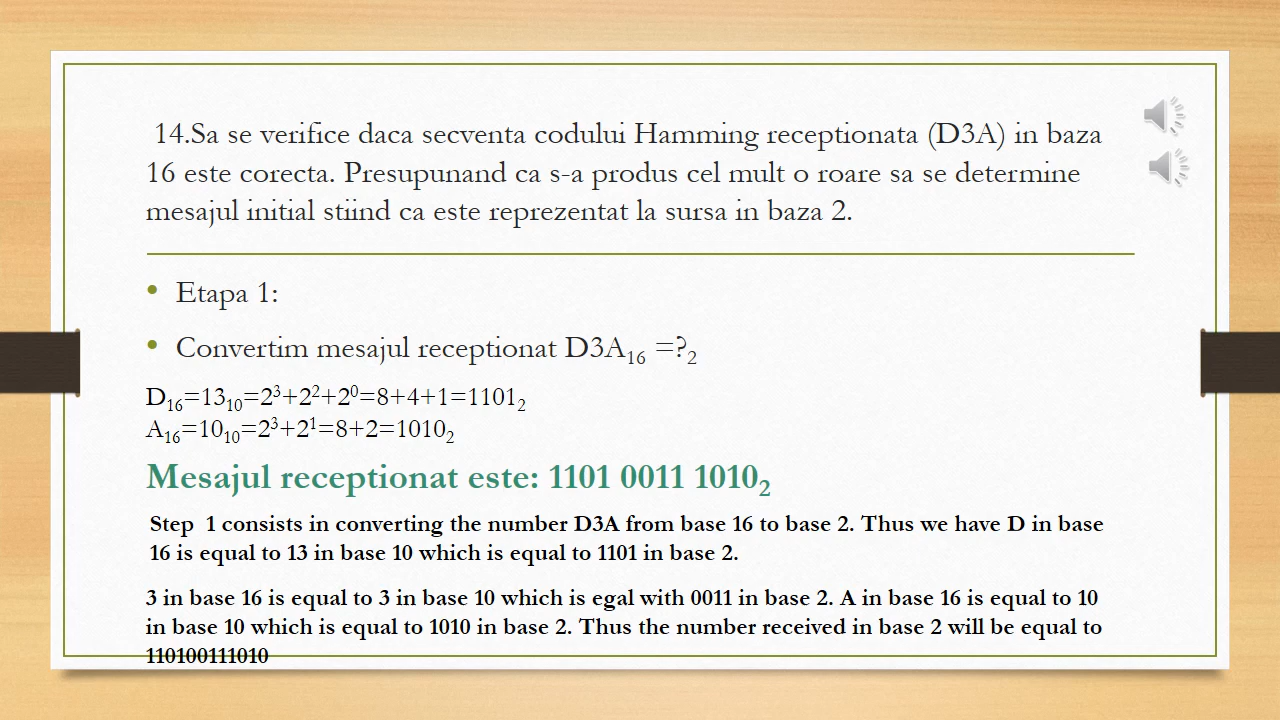 14.Sa se verifice daca secventa codului Hamming receptionata (D3A) in baza
16 este corecta. Presupunand ca s-a produs cel mult o roare sa se determine
mesajul initial stiind ca este reprezentat la sursa in baza 2.
• Etapa 1:
• Convertim mesajul receptionat D3A₁₆ =?₂
D₁₆=13₁₀=2³+2²+2⁰=8+4+1=1101₂
A₁₆=10₁₀=2³+2¹=8+2=1010₂
Mesajul receptionat este: 1101 0011 1010₂
Step 1 consists in converting the number D3A from base 16 to base 2. Thus we have D in base
16 is equal to 13 in base 10 which is equal to 1101 in base 2.
3 in base 16 is equal to 3 in base 10 which is egal with 0011 in base 2. A in base 16 is equal to 10
in base 10 which is equal to 1010 in base 2. Thus the number received in base 2 will be equal to
110100111010